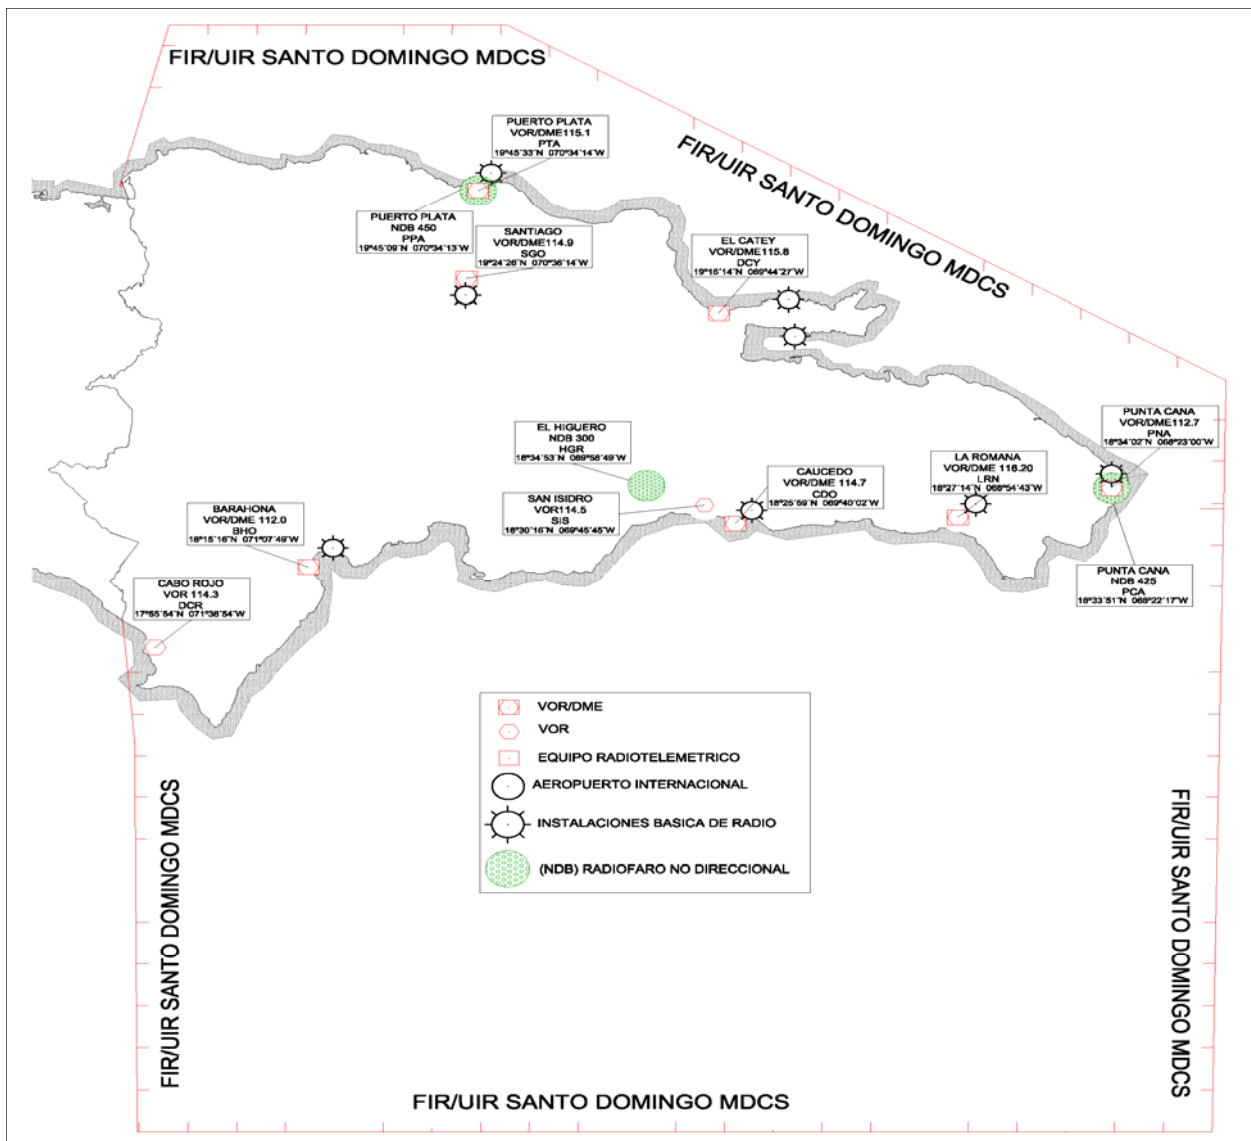 FIR/UIR SANTO DOMINGO MDCS
PUERTO PLATA
VOR/DME115.1
PTA
19°45´33¨N 070°34´14¨W
FIR/UIR SANTO DOMINGO MDCS
PUERTO PLATA
NDB 450
PPA
19°45´09¨N 070°34´13¨W
SANTIAGO
VOR/DME114.9
SGO
19°24´26¨N 070°36´14¨W
EL CATEY
VOR/DME115.8
DCY
19°15´14¨N 069°44´27¨W
PUNTA CANA
VOR/DME112.7
PNA
18°34´02¨N 068°23´00¨W
EL HIGUERO
NDB 300
HGR
18°34´53¨N 069°58´49¨W
LA ROMANA
VOR/DME 116.20
LRN
18°27´14¨N 068°54´43¨W
CAUCEDO
VOR/DME 114.7
CDO
18°25´59¨N 069°40´02¨W
SAN ISIDRO
VOR114.5
SIS
18°30´16¨N 069°45´45¨W
BARAHONA
VOR/DME 112.0
BHO
18°15´16¨N 071°07´49¨W
CABO ROJO
VOR 114.3
DCR
17°55´54¨N 071°38´54¨W
PUNTA CANA
NDB 425
PCA
18°33´51¨N 068°22´17¨W
VOR/DME
VOR
EQUIPO RADIOTELEMETRICO
AEROPUERTO INTERNACIONAL
INSTALACIONES BASICA DE RADIO
(NDB) RADIOFARO NO DIRECCIONAL
FIR/UIR SANTO DOMINGO MDCS
FIR/UIR SANTO DOMINGO MDCS
FIR/UIR SANTO DOMINGO MDCS